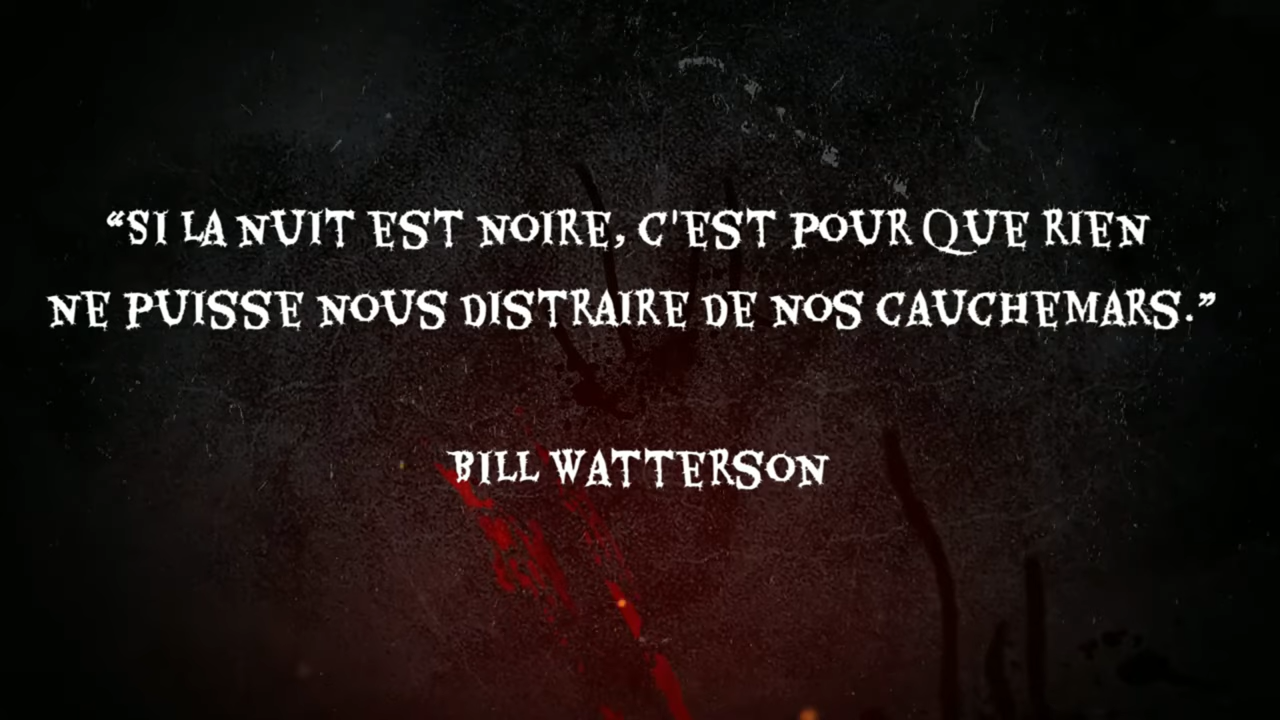 “SI LA NUIT EST NOIRE, C'EST POUR QUE RIEN
NE PUISSE NOUS DISTRAIRE DE NOS CAUCHEMARS.”
BILL WATTERSON